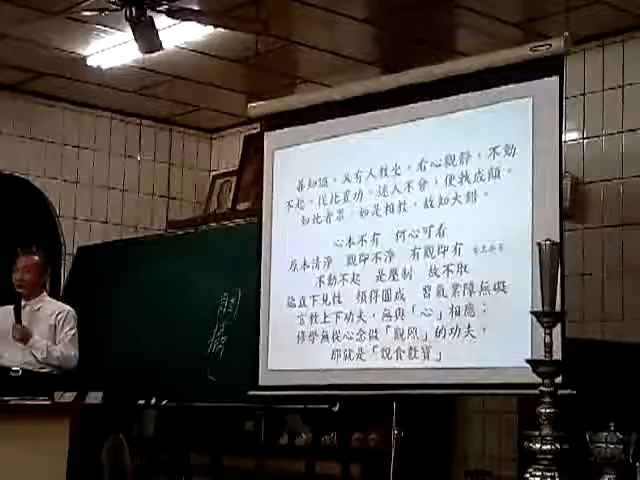 善知識，又有人教坐，看心觀靜，不動
不起，從此置功，迷人不會，便執成顛，
如此者眾，如是相教，故知大錯。
心本不有 何心可看
原本清淨 觀即不淨 有觀即有
不動不起 是壓制 故不取
能直下見性 頓得圓成 習氣業障無礙
言教上下功夫，無與「心」相應；
修學無從心念做「觀照」的功夫，
那就是「說食數寶」